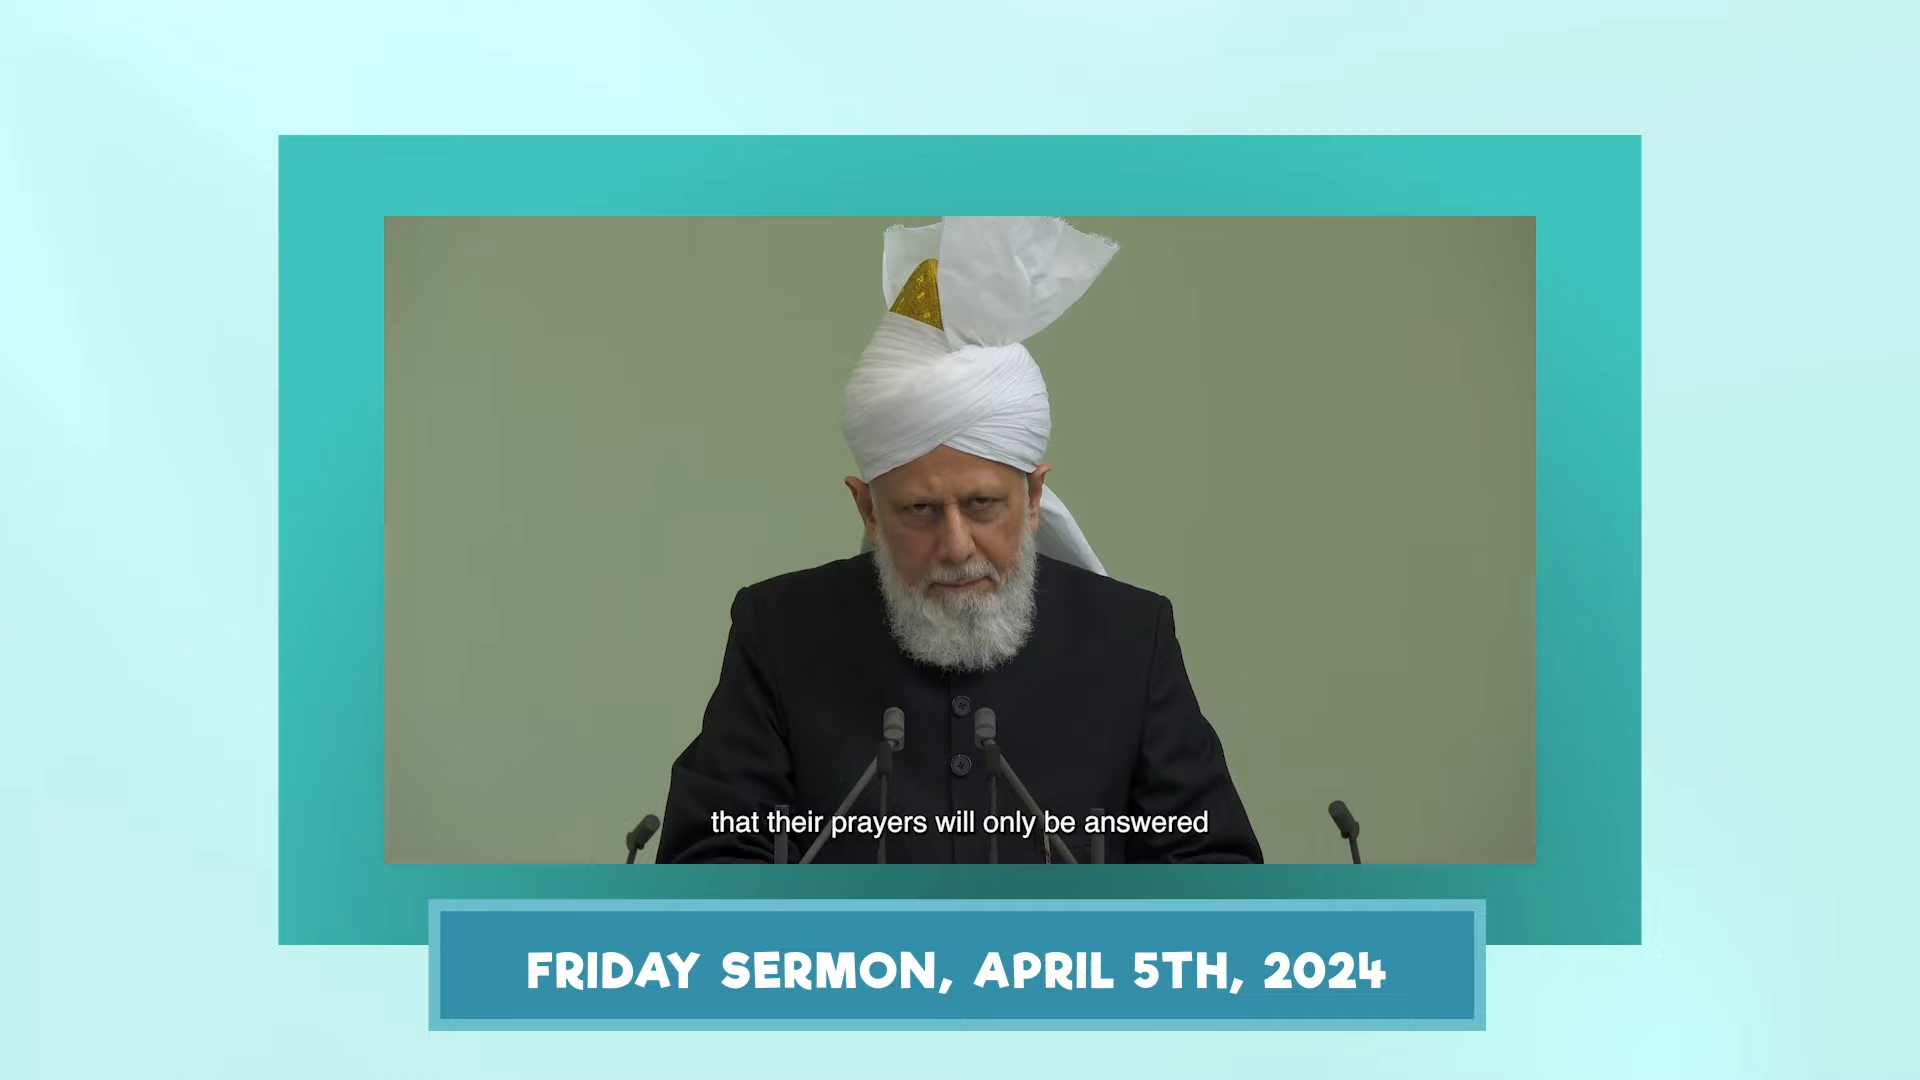 that their prayers will only be answered
FRIDAY SERMON, APRIL 5TH, 2024